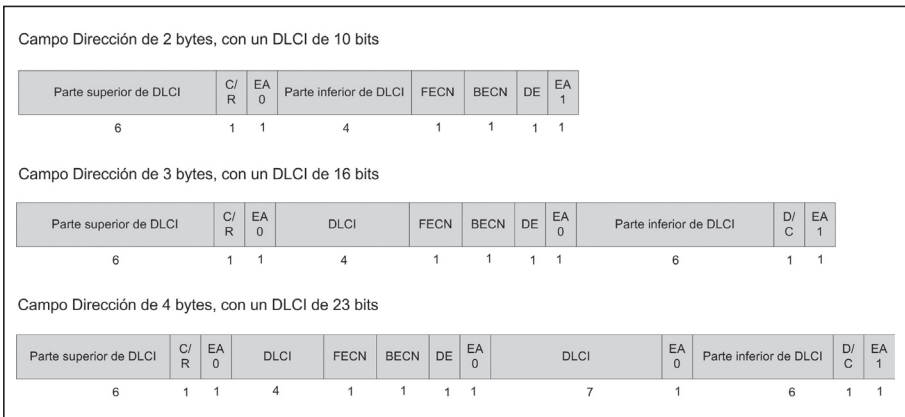 Campo Dirección de 2 bytes, con un DLCI de 10 bits
Parte superior de DLCI C/R EA 0 Parte inferior de DLCI FECN BECN DE EA 1
6 1 1 4 1 1 1 1
Campo Dirección de 3 bytes, con un DLCI de 16 bits
Parte superior de DLCI C/R EA 0 DLCI FECN BECN DE EA 0 Parte inferior de DLCI D/C EA 1
6 1 1 4 1 1 1 1 6 1 1
Campo Dirección de 4 bytes, con un DLCI de 23 bits
Parte superior de DLCI C/R EA 0 DLCI FECN BECN DE EA 0 DLCI EA 0 Parte inferior de DLCI D/C EA 1
6 1 1 4 1 1 1 1 7 1 6 1 1